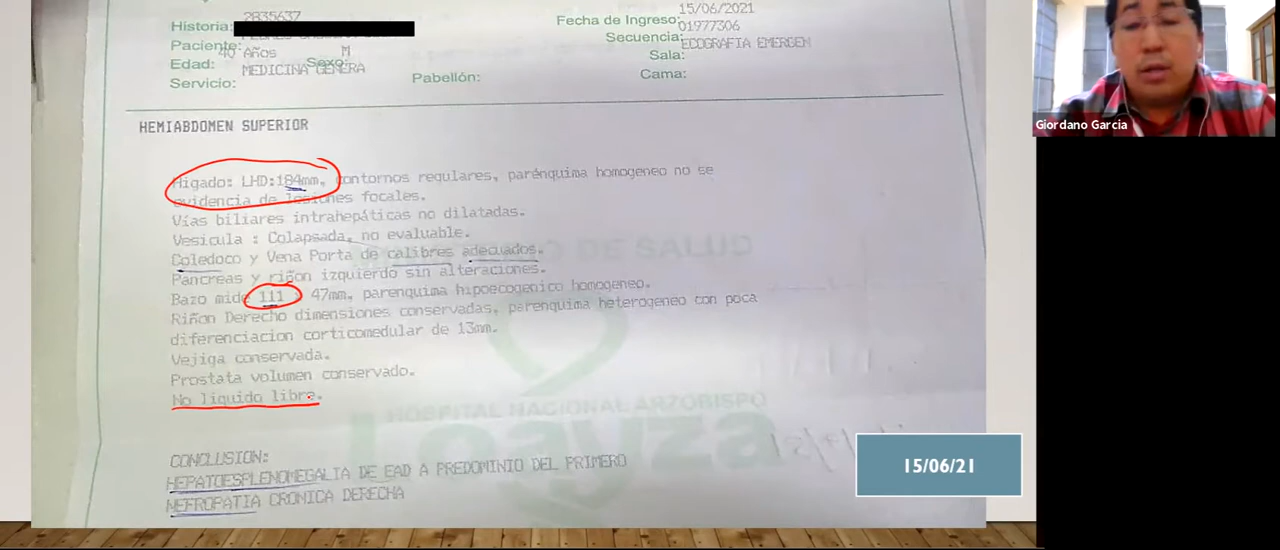 2835637
Historia:
Paciente:
40 Años
M
Edad:
Sexo:
MEDICINA GENERA
Servicio:
Pabellón:
15/06/2021
Fecha de Ingreso:
01977306
Secuencia:
ECOGRAFIA EMERGEN
Sala:
Cama:
Giordano Garcia
HEMIABDOMEN SUPERIOR
Higado: LHD:184mm, contornos regulares, parénquima homogeneo no se
evidencia de lesiones focales.
Vías biliares intrahepáticas no dilatadas.
Vesicula : Colapsada, no evaluable.
Coledoco y Vena Porta de calibres adecuados.
Pancreas y riñon izquierdo sin alteraciones.
Bazo mide 111 47mm, parenquima hipoecogenico homogeneo.
Riñon Derecho dimensiones conservadas, parenquima heterogeneo con poca
diferenciacion corticomedular de 13mm.
Vejiga conservada.
Prostata volumen conservado.
No liquido libre.
DE SALUD
HOSPITAL NACIONAL ARZOBISPO
Loayza
CONCLUSION:
HEPATOESPLENOMEGALIA DE EAD A PREDOMINIO DEL PRIMERO
NEFROPATIA CRONICA DERECHA
15/06/21